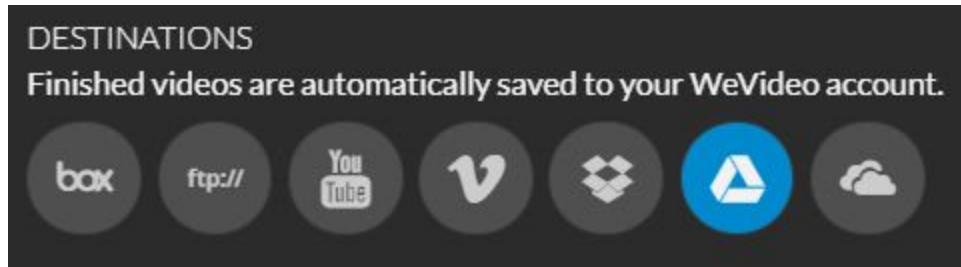 DESTINATIONS
Finished videos are automatically saved to your WeVideo account.
box ftp:// You Tube